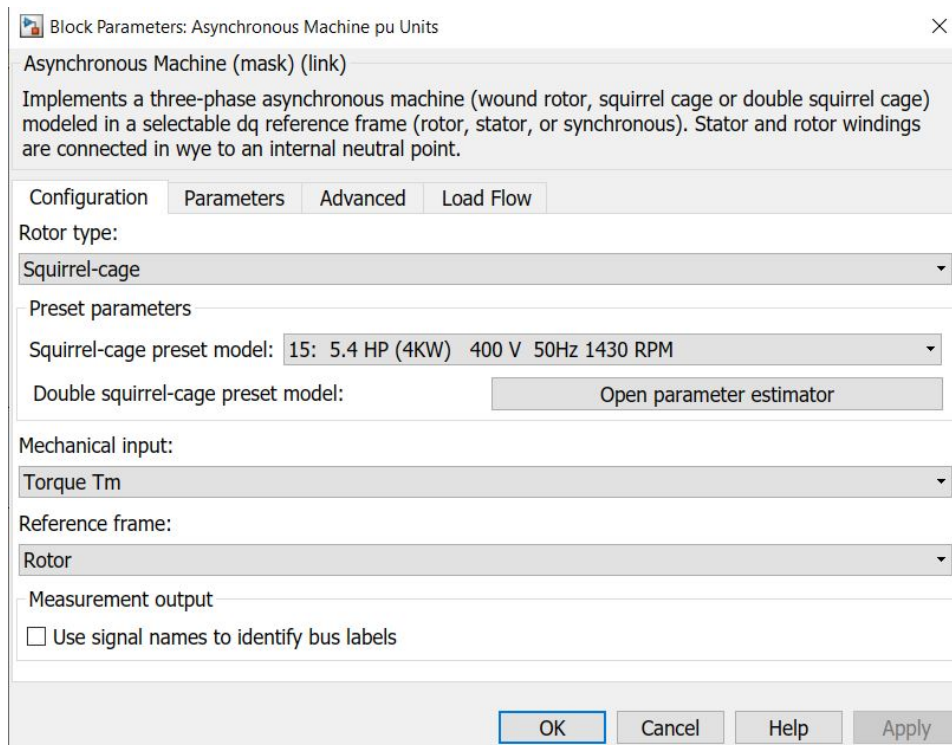 Block Parameters: Asynchronous Machine pu Units
Asynchronous Machine (mask) (link)
Implements a three-phase asynchronous machine (wound rotor, squirrel cage or double squirrel cage)
modeled in a selectable dq reference frame (rotor, stator, or synchronous). Stator and rotor windings
are connected in wye to an internal neutral point.
Configuration Parameters Advanced Load Flow
Rotor type:
Squirrel-cage
Preset parameters
Squirrel-cage preset model: 15: 5.4 HP (4KW) 400 V 50Hz 1430 RPM
Double squirrel-cage preset model: Open parameter estimator
Mechanical input:
Torque Tm
Reference frame:
Rotor
Measurement output
Use signal names to identify bus labels
OK Cancel Help Apply